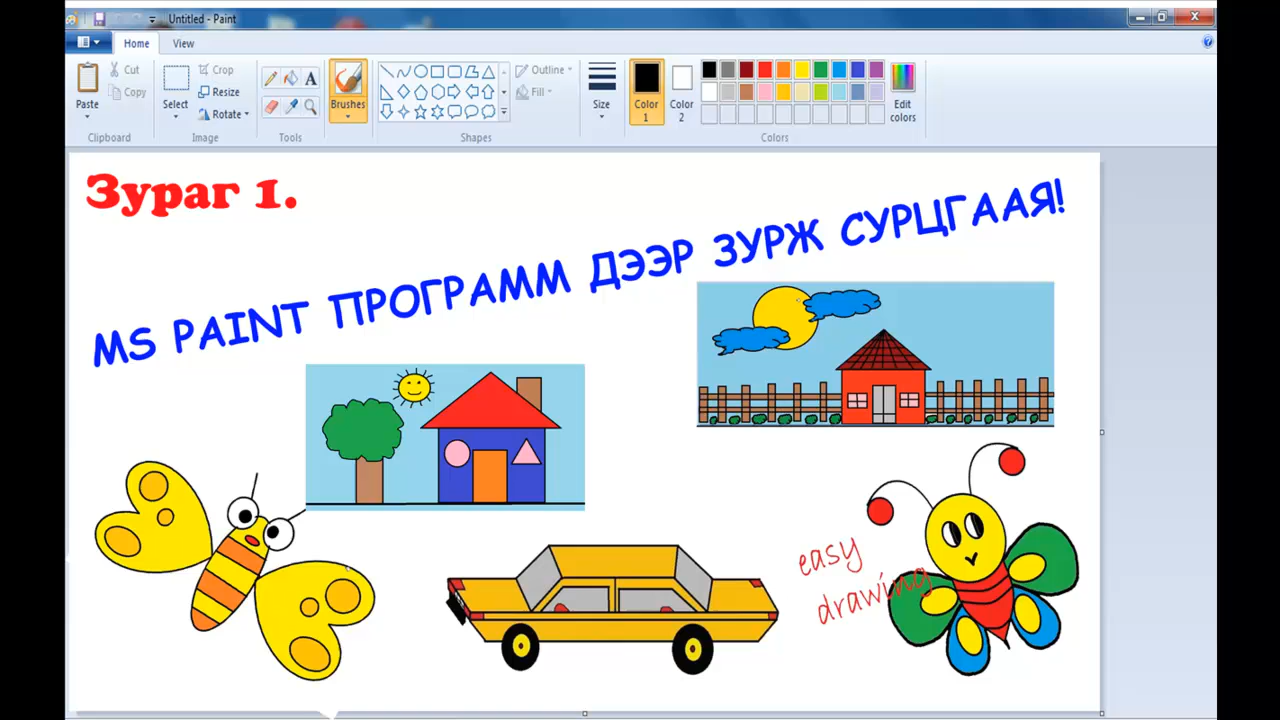 Untitled - Paint
Home View
Paste
Cut
Copy
Clipboard
Select
Crop
Resize
Rotate
Image
A
Tools
Brushes
Shapes
Outline
Fill
Size
Color 1
Color 2
Edit colors
Colors
Зураг 1.
MS PAINT ПРОГРАММ ДЭЭР ЗУРЖ СУРЦГААЯ!
easy
drawing